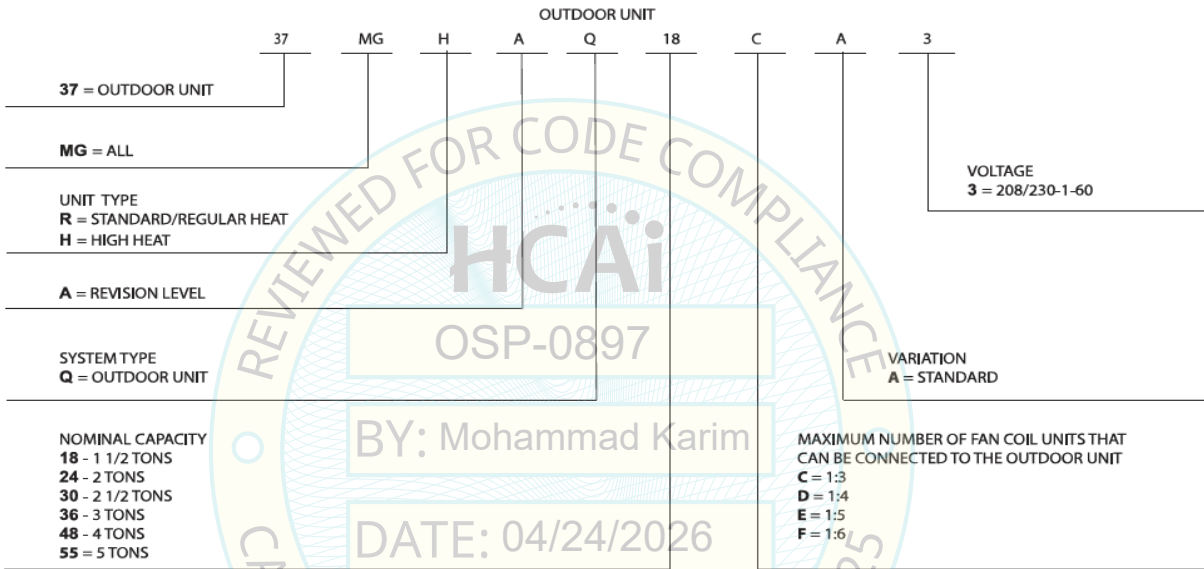 OUTDOOR UNIT
37 MG H A Q 18 C A 3
37 = OUTDOOR UNIT
MG = ALL
UNIT TYPE
R = STANDARD/REGULAR HEAT
H = HIGH HEAT
A = REVISION LEVEL
SYSTEM TYPE
Q = OUTDOOR UNIT
NOMINAL CAPACITY
18 - 1 1/2 TONS
24 - 2 TONS
30 - 2 1/2 TONS
36 - 3 TONS
48 - 4 TONS
55 = 5 TONS
VOLTAGE
3 = 208/230-1-60
VARIATION
A = STANDARD
MAXIMUM NUMBER OF FAN COIL UNITS THAT
CAN BE CONNECTED TO THE OUTDOOR UNIT
C = 1:3
D = 1:4
E = 1:5
F = 1:6
REVIEWED FOR CODE COMPLIANCE
HCAi
OSP-0897
BY: Mohammad Karim
DATE: 04/24/2026